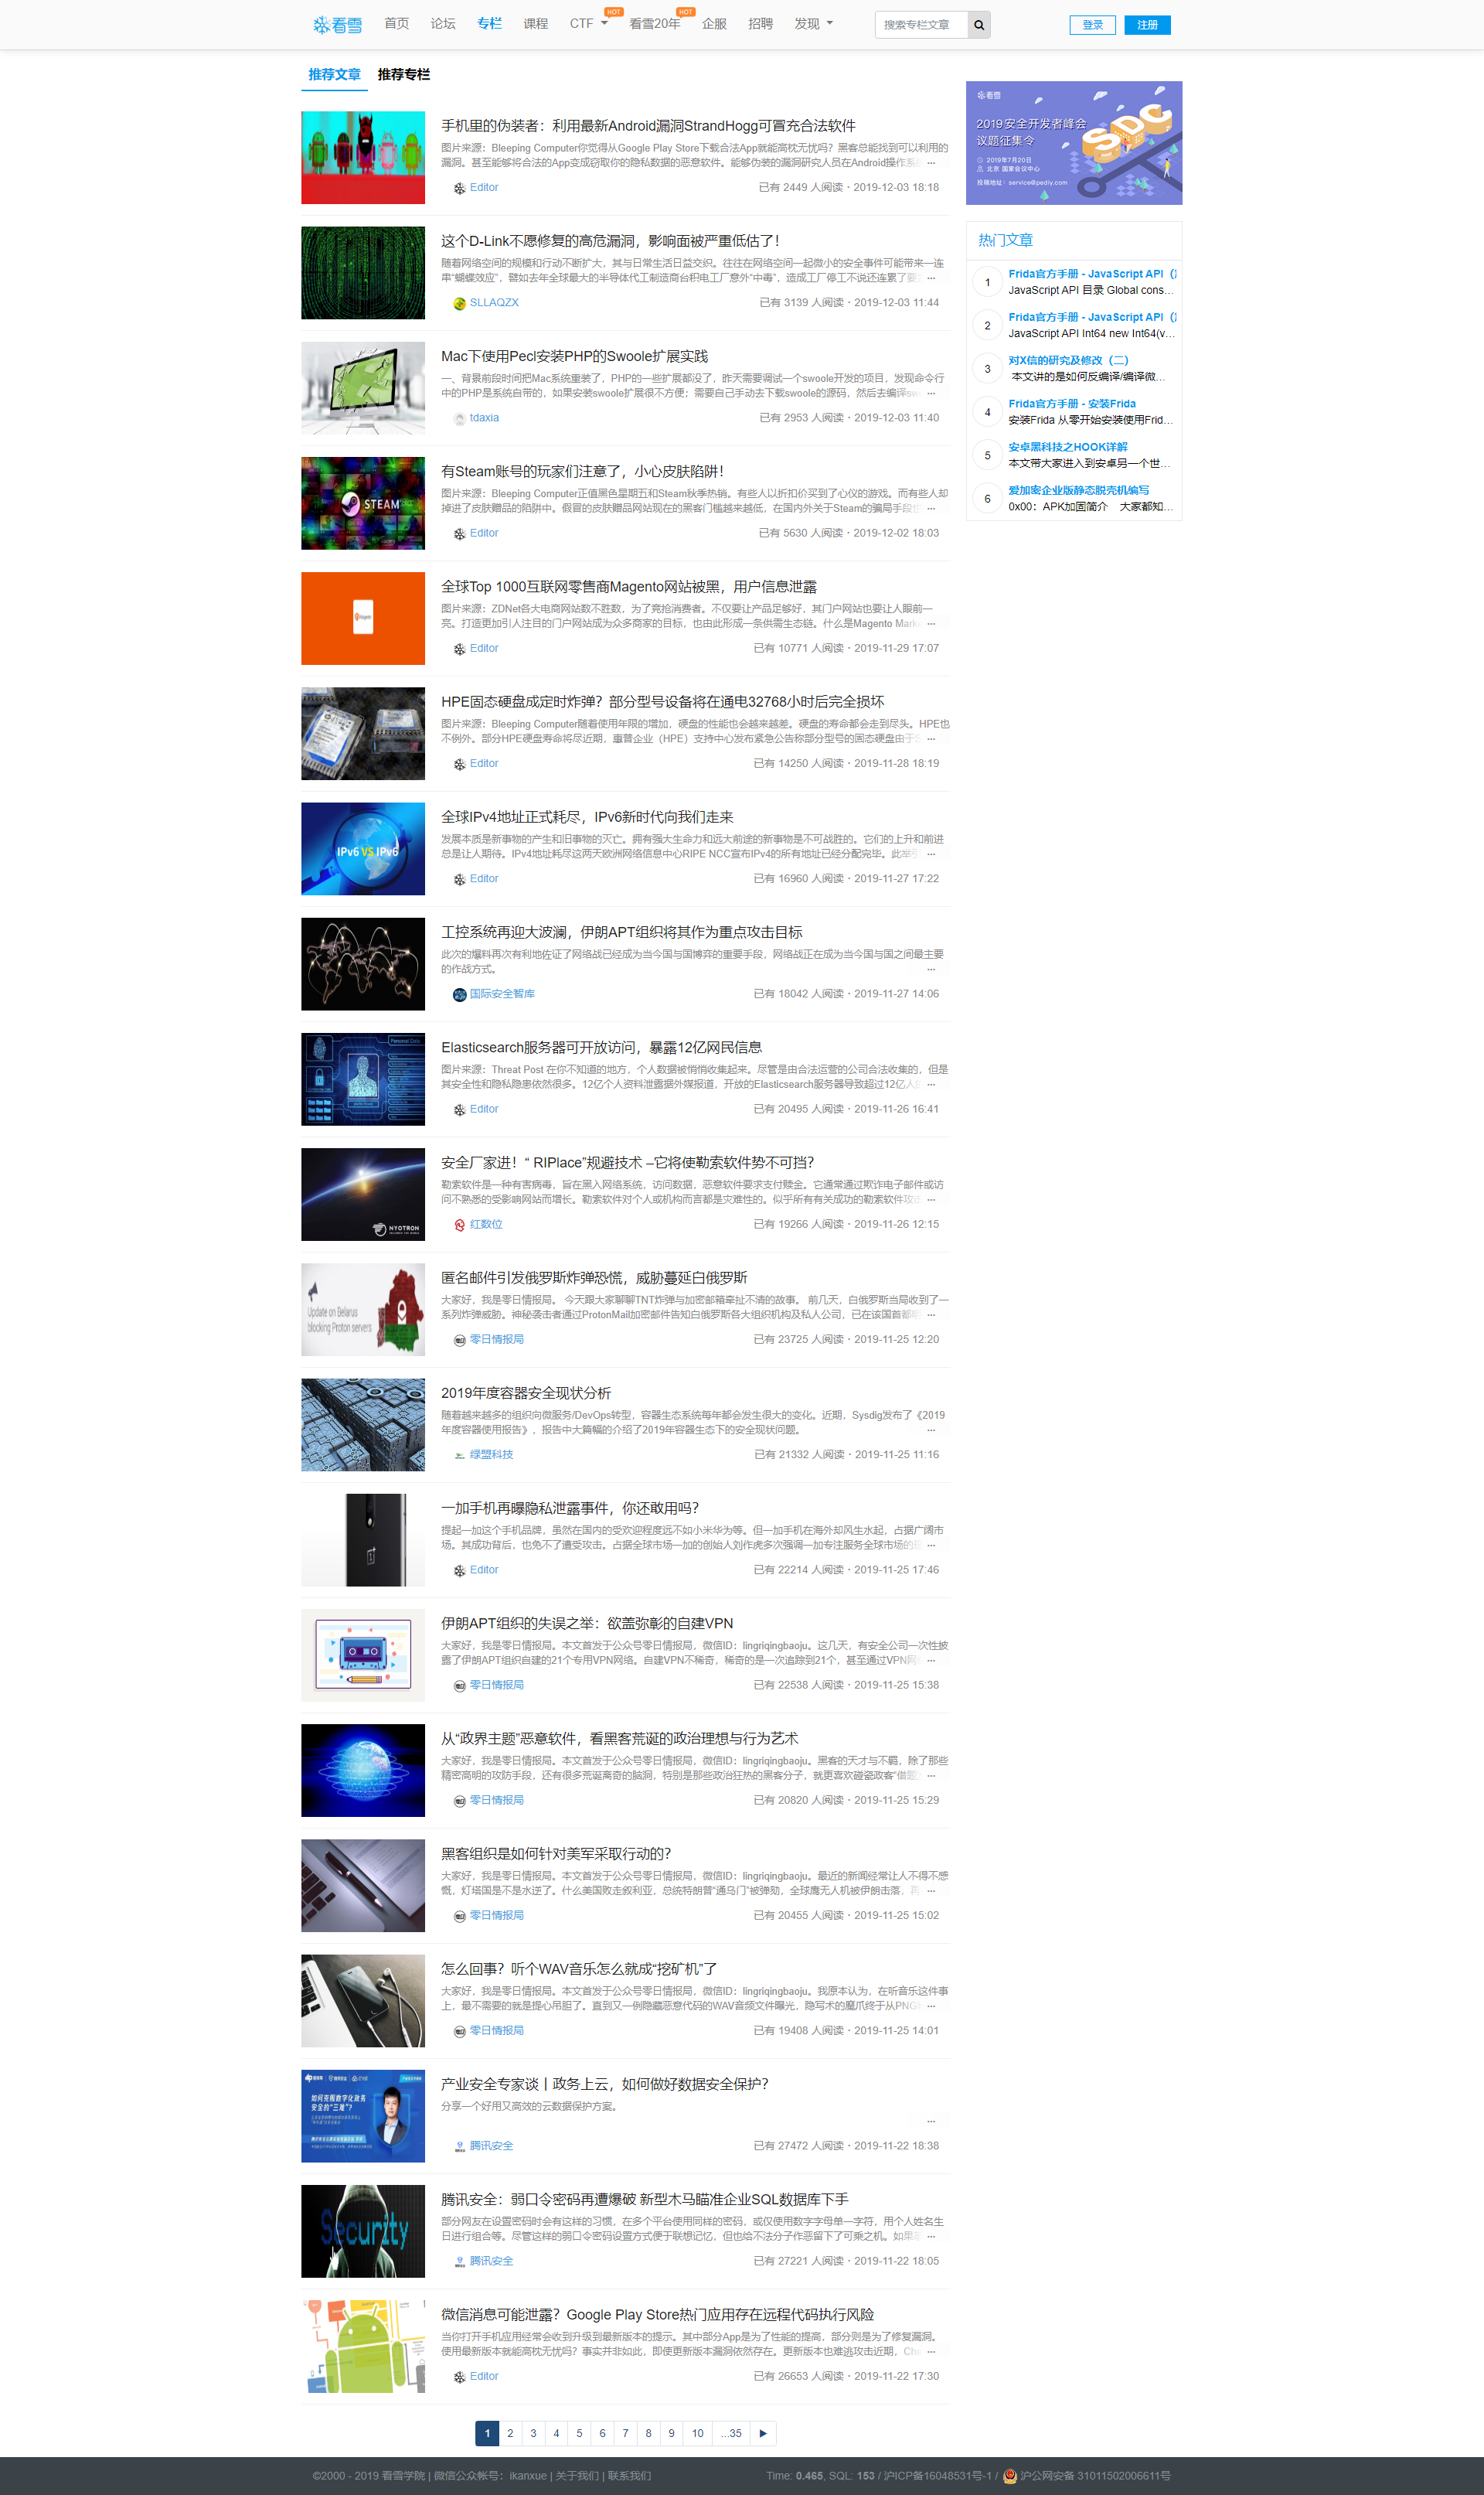 看雪 首页 论坛 专栏 课程 CTF HOT 看雪20年 HOT 企服 招聘 发现 搜索专栏文章 登录 注册
推荐文章 推荐专栏
手机里的伪装者：利用最新Android漏洞StrandHogg可冒充合法软件
图片来源：Bleeping Computer你觉得从Google Play Store下载合法App就能高枕无忧吗？黑客总能找到可以利用的
漏洞。甚至能够将合法的App变成窃取你的隐私数据的恶意软件。能够伪装的漏洞研究人员在Android操作系 ...
Editor 已有 2449 人阅读・2019-12-03 18:18
这个D-Link不愿修复的高危漏洞，影响面被严重低估了！
随着网络空间的规模和行动不断扩大，其与日常生活日益交织。往往在网络空间一起微小的安全事件可能带来一连
串“蝴蝶效应”，譬如去年全球最大的半导体代工制造商台积电工厂意外“中毒”，造成工厂停工不说还连累了要 ...
SLLAQZX 已有 3139 人阅读・2019-12-03 11:44
Mac下使用Pecl安装PHP的Swoole扩展实践
一、背景前段时间把Mac系统重装了，PHP的一些扩展都没了，昨天需要调试一个swoole开发的项目，发现命令行
中的PHP是系统自带的，如果安装swoole扩展很不方便；需要自己手动去下载swoole的源码，然后去编译swo ...
tdaxia 已有 2953 人阅读・2019-12-03 11:40
STEAM
有Steam账号的玩家们注意了，小心皮肤陷阱！
图片来源：Bleeping Computer正值黑色星期五和Steam秋季热销。有些人以折扣价买到了心仪的游戏。而有些人却
掉进了皮肤赠品的陷阱中。假冒的皮肤赠品网站现在的黑客门槛越来越低，在国内外关于Steam的骗局手段 ...
Editor 已有 5630 人阅读・2019-12-02 18:03
全球Top 1000互联网零售商Magento网站被黑，用户信息泄露
图片来源：ZDNet各大电商网站数不胜数，为了竞抢消费者。不仅要让产品足够好，其门户网站也要让人眼前一
亮。打造更加引人注目的门户网站成为众多商家的目标，也由此形成一条供需生态链。什么是Magento Mark ...
Editor 已有 10771 人阅读・2019-11-29 17:07
HPE固态硬盘成定时炸弹？部分型号设备将在通电32768小时后完全损坏
图片来源：Bleeping Computer随着使用年限的增加，硬盘的性能也会越来越差。硬盘的寿命都会走到尽头。HPE也
不例外。部分HPE硬盘寿命将尽近期，惠普企业（HPE）支持中心发布紧急公告称部分型号的固态硬盘由于 ...
Editor 已有 14250 人阅读・2019-11-28 18:19
IPv6 VS IPv6
全球IPv4地址正式耗尽，IPv6新时代向我们走来
发展本质是新事物的产生和旧事物的灭亡。拥有强大生命力和远大前途的新事物是不可战胜的。它们的上升和前进
总是让人期待。IPv4地址耗尽这两天欧洲网络信息中心RIPE NCC宣布IPv4的所有地址已经分配完毕。此举 ...
Editor 已有 16960 人阅读・2019-11-27 17:22
工控系统再迎大波澜，伊朗APT组织将其作为重点攻击目标
此次的爆料再次有利地佐证了网络战已经成为当今国与国博弈的重要手段，网络战正在成为当今国与国之间最主要
的作战方式。 ...
国际安全智库 已有 18042 人阅读・2019-11-27 14:06
Personal Data
Elasticsearch服务器可开放访问，暴露12亿网民信息
图片来源：Threat Post 在你不知道的地方，个人数据被悄悄收集起来。尽管是由合法运营的公司合法收集的，但是
其安全性和隐私隐患依然很多。12亿个人资料泄露据外媒报道，开放的Elasticsearch服务器导致超过12亿人 ...
Editor 已有 20495 人阅读・2019-11-26 16:41
NYOTRON
安全厂家进！“ RIPlace”规避技术 –它将使勒索软件势不可挡？
勒索软件是一种有害病毒，旨在黑入网络系统，访问数据，恶意软件要求支付赎金。它通常通过欺诈电子邮件或访
问不熟悉的受影响网站而增长。勒索软件对个人或机构而言都是灾难性的。似乎所有有关成功的勒索软件攻 ...
红数位 已有 19266 人阅读・2019-11-26 12:15
Update on Belarus
blocking Proton servers
匿名邮件引发俄罗斯炸弹恐慌，威胁蔓延白俄罗斯
大家好，我是零日情报局。 今天跟大家聊聊TNT炸弹与加密邮箱牵扯不清的故事。 前几天，白俄罗斯当局收到了一
系列炸弹威胁。神秘袭击者通过ProtonMail加密邮件告知白俄罗斯各大组织机构及私人公司，已在该国首都 ...
零日情报局 已有 23725 人阅读・2019-11-25 12:20
2019年度容器安全现状分析
随着越来越多的组织向微服务/DevOps转型，容器生态系统每年都会发生很大的变化。近期，Sysdig发布了《2019
年度容器使用报告》，报告中大篇幅的介绍了2019年容器生态下的安全现状问题。 ...
绿盟科技 已有 21332 人阅读・2019-11-25 11:16
一加手机再曝隐私泄露事件，你还敢用吗？
提起一加这个手机品牌，虽然在国内的受欢迎程度远不如小米华为等。但一加手机在海外却风生水起，占据广阔市
场。其成功背后，也免不了遭受攻击。占据全球市场一加的创始人刘作虎多次强调一加专注服务全球市场的 ...
Editor 已有 22214 人阅读・2019-11-25 17:46
伊朗APT组织的失误之举：欲盖弥彰的自建VPN
大家好，我是零日情报局。本文首发于公众号零日情报局，微信ID：lingriqingbaoju。这几天，有安全公司一次性披
露了伊朗APT组织自建的21个专用VPN网络。自建VPN不稀奇，稀奇的是一次追踪到21个，甚至通过VPN网 ...
零日情报局 已有 22538 人阅读・2019-11-25 15:38
从“政界主题”恶意软件，看黑客荒诞的政治理想与行为艺术
大家好，我是零日情报局。本文首发于公众号零日情报局，微信ID：lingriqingbaoju。黑客的天才与不羁，除了那些
精密高明的攻防手段，还有很多荒诞离奇的脑洞，特别是那些政治狂热的黑客分子，就更喜欢碰瓷政客“借题 ...
零日情报局 已有 20820 人阅读・2019-11-25 15:29
黑客组织是如何针对美军采取行动的？
大家好，我是零日情报局。本文首发于公众号零日情报局，微信ID：lingriqingbaoju。最近的新闻经常让人不得不感
慨，灯塔国是不是水逆了。什么美国败走叙利亚，总统特朗普“通乌门”被弹劾，全球鹰无人机被伊朗击落，再 ...
零日情报局 已有 20455 人阅读・2019-11-25 15:02
怎么回事？听个WAV音乐怎么就成“挖矿机”了
大家好，我是零日情报局。本文首发于公众号零日情报局，微信ID：lingriqingbaoju。我原本认为，在听音乐这件事
上，最不需要的就是提心吊胆了。直到又一例隐藏恶意代码的WAV音频文件曝光，隐写术的魔爪终于从PNG ...
零日情报局 已有 19408 人阅读・2019-11-25 14:01
如何克服数字化政务
安全的“三难”？
产业安全专家谈丨政务上云，如何做好数据安全保护？
分享一个好用又高效的云数据保护方案。
...
腾讯安全 已有 27472 人阅读・2019-11-22 18:38
Security
腾讯安全：弱口令密码再遭爆破 新型木马瞄准企业SQL数据库下手
部分网友在设置密码时会有这样的习惯，在多个平台使用同样的密码，或仅使用数字字母单一字符，用个人姓名生
日进行组合等。尽管这样的弱口令密码设置方式便于联想记忆，但也给不法分子作恶留下了可乘之机。如果 ...
腾讯安全 已有 27221 人阅读・2019-11-22 18:05
微信消息可能泄露？Google Play Store热门应用存在远程代码执行风险
当你打开手机应用经常会收到升级到最新版本的提示。其中部分App是为了性能的提高，部分则是为了修复漏洞。
使用最新版本就能高枕无忧吗？事实并非如此，即使更新版本漏洞依然存在。更新版本也难逃攻击近期，Che ...
Editor 已有 26653 人阅读・2019-11-22 17:30
1 2 3 4 5 6 7 8 9 10 ...35 ▶
看雪
2019安全开发者峰会
议题征集令
SDC
2019年7月20日
北京 国家会议中心
投稿地址：service@pediy.com
热门文章
1 Frida官方手册 - JavaScript API（
JavaScript API 目录 Global cons...
2 Frida官方手册 - JavaScript API（
JavaScript API Int64 new Int64(v...
3 对X信的研究及修改（二）
本文讲的是如何反编译/编译微...
4 Frida官方手册 - 安装Frida
安装Frida 从零开始安装使用Frid...
5 安卓黑科技之HOOK详解
本文带大家进入到安卓另一个世...
6 爱加密企业版静态脱壳机编写
0x00：APK加固简介 大家都知...
©2000 - 2019 看雪学院 | 微信公众帐号：ikanxue | 关于我们 | 联系我们 Time: 0.465, SQL: 153 / 沪ICP备16048531号-1 / 沪公网安备 31011502006611号